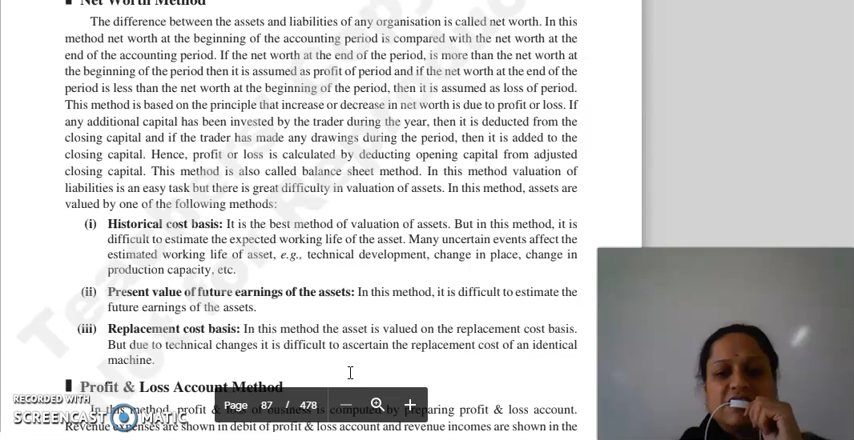 Net Worth Method
The difference between the assets and liabilities of any organisation is called net worth. In this
method net worth at the beginning of the accounting period is compared with the net worth at the
end of the accounting period. If the net worth at the end of the period, is more than the net worth at
the beginning of the period then it is assumed as profit of period and if the net worth at the end of the
period is less than the net worth at the beginning of the period, then it is assumed as loss of period.
This method is based on the principle that increase or decrease in net worth is due to profit or loss. If
any additional capital has been invested by the trader during the year, then it is deducted from the
closing capital and if the trader has made any drawings during the period, then it is added to the
closing capital. Hence, profit or loss is calculated by deducting opening capital from adjusted
closing capital. This method is also called balance sheet method. In this method valuation of
liabilities is an easy task but there is great difficulty in valuation of assets. In this method, assets are
valued by one of the following methods:
(i) Historical cost basis: It is the best method of valuation of assets. But in this method, it is
difficult to estimate the expected working life of the asset. Many uncertain events affect the
estimated working life of asset, e.g., technical development, change in place, change in
production capacity, etc.
(ii) Present value of future earnings of the assets: In this method, it is difficult to estimate the
future earnings of the assets.
(iii) Replacement cost basis: In this method the asset is valued on the replacement cost basis.
But due to technical changes it is difficult to ascertain the replacement cost of an identical
machine.
Profit & Loss Account Method
In this method, profit & loss of business is computed by preparing profit & loss account.
Revenue expenses are shown in debit of profit & loss account and revenue incomes are shown in the
Page 87 / 478
RECORDED WITH
SCREENCAST MATIC